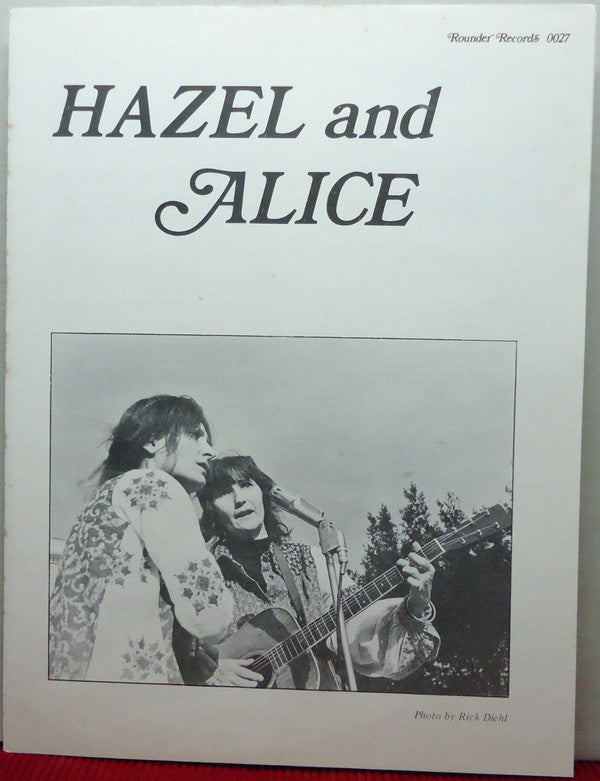 Rounder Records 0027
HAZEL and
ALICE
Photo by Rick Diehl